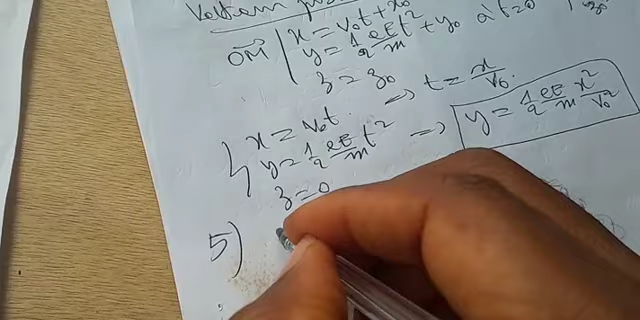 Vecteur
x = V₀t + x₀
OM | y = 1/2 eE/m t² + y₀ à t=0
z = z₀
x = V₀t => t = x/V₀
y = 1/2 eE/m t² => y = 1/2 eE/m x²/V₀²
z = 0
5)